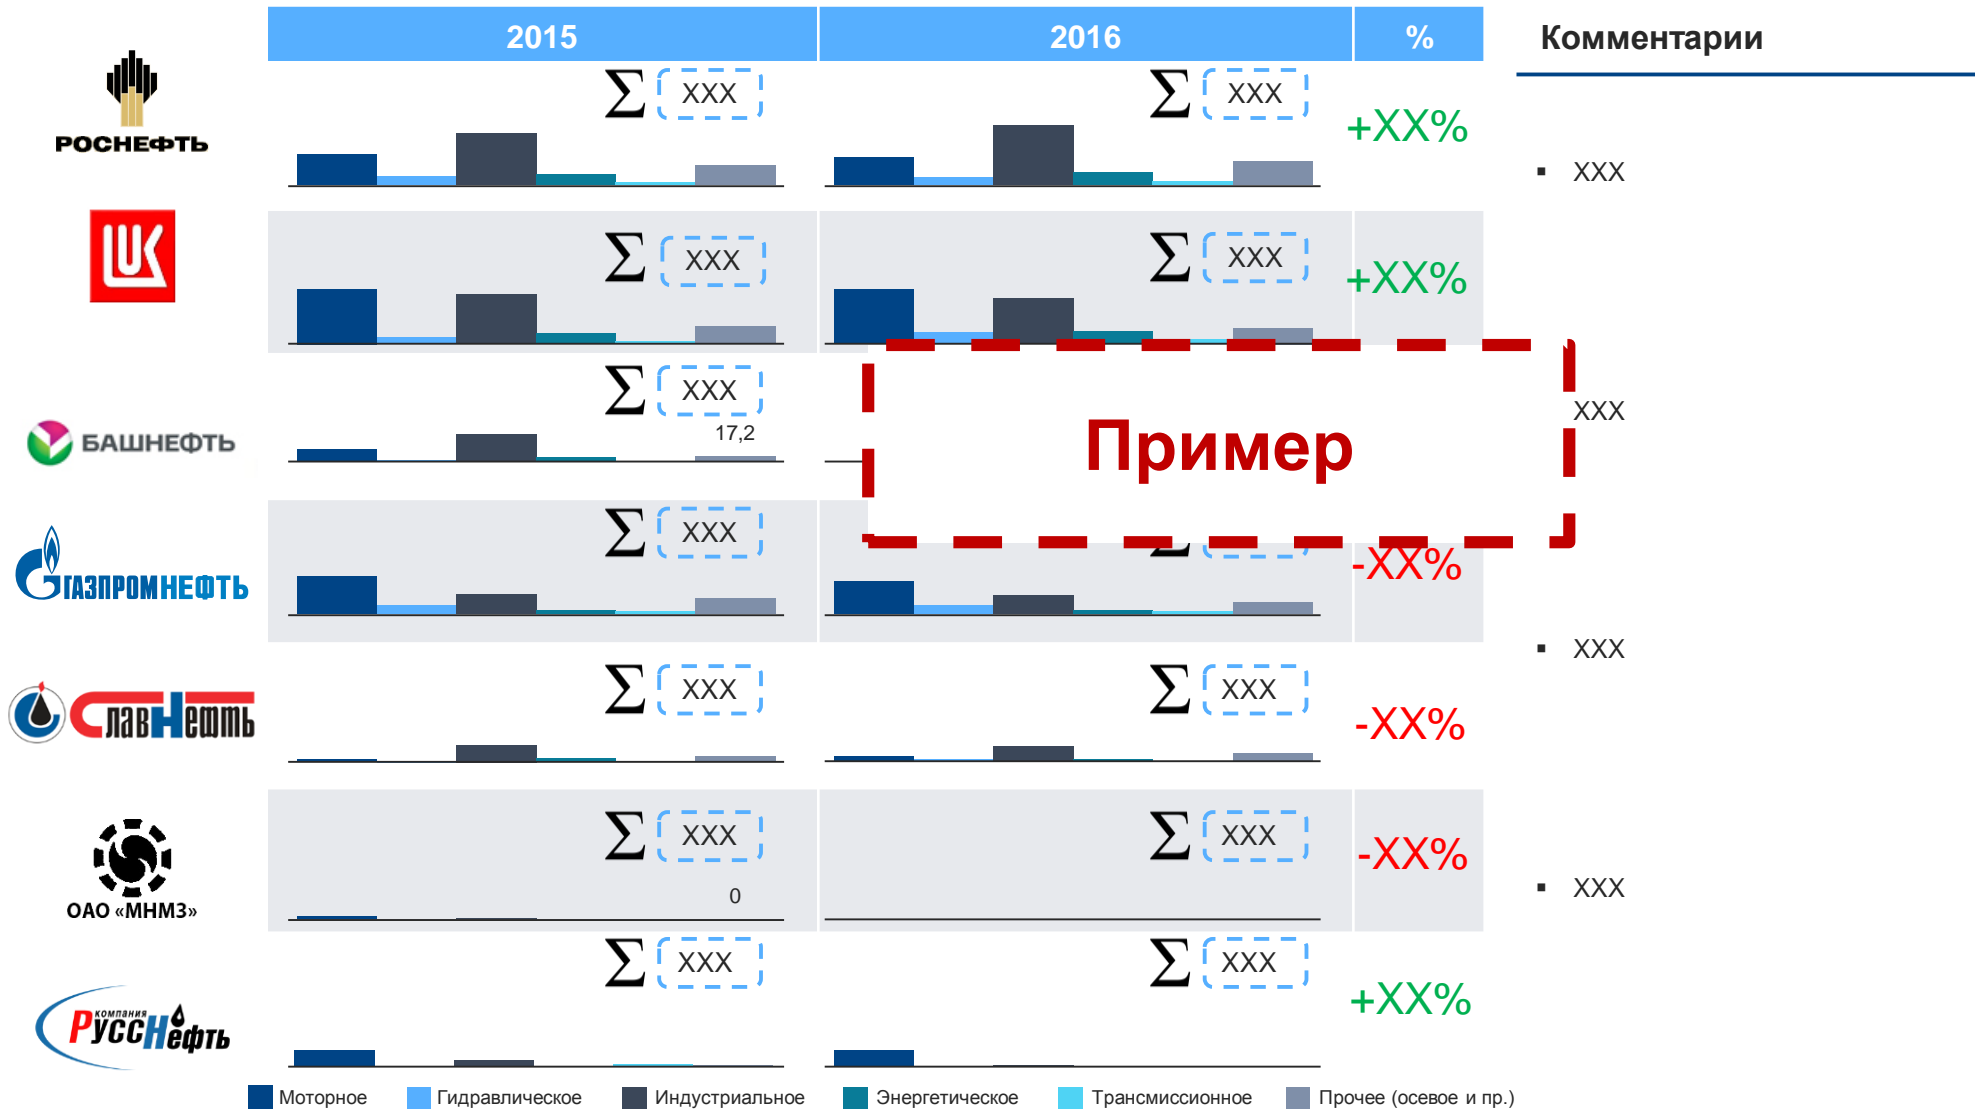 2015 2016 % Комментарии
Σ XXX Σ XXX +XX%
РОСНЕФТЬ
▪ XXX
LUK
Σ XXX Σ XXX +XX%
Σ XXX
17,2
БАШНЕФТЬ
Пример
XXX
Σ XXX
-XX%
ГАЗПРОМНЕФТЬ
▪ XXX
Σ XXX Σ XXX -XX%
СлавНефть
Σ XXX Σ XXX -XX%
0
ОАО «МНМЗ»
▪ XXX
Σ XXX Σ XXX +XX%
КОМПАНИЯ
РуссНефть
Моторное Гидравлическое Индустриальное Энергетическое Трансмиссионное Прочее (осевое и пр.)